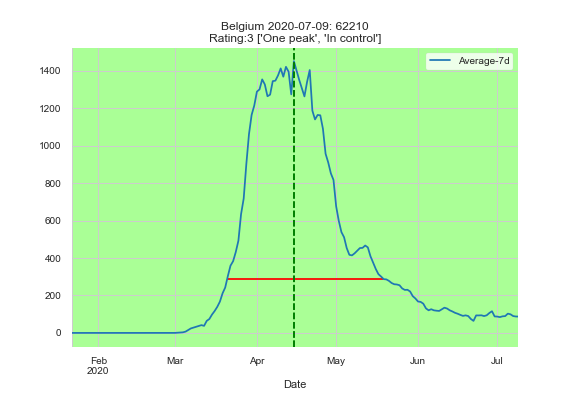 Belgium 2020-07-09: 62210
Rating:3 ['One peak', 'In control']
Average-7d
1400
1200
1000
800
600
400
200
0
Feb Mar Apr May Jun Jul
2020
Date